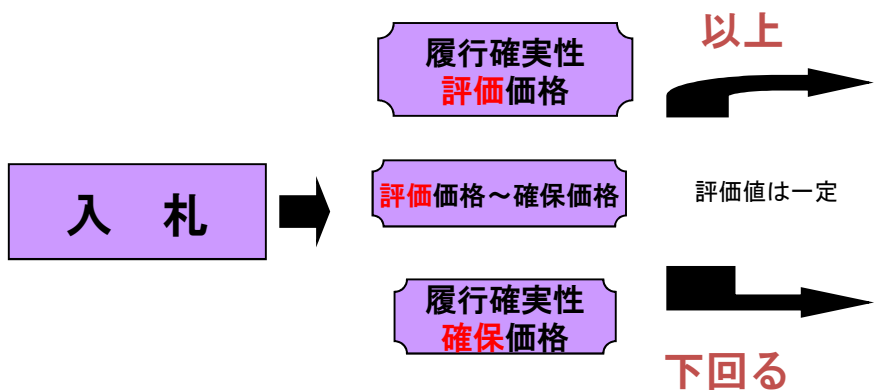 入　札
履行確実性
評価価格
以上
評価価格～確保価格
評価値は一定
履行確実性
確保価格
下回る